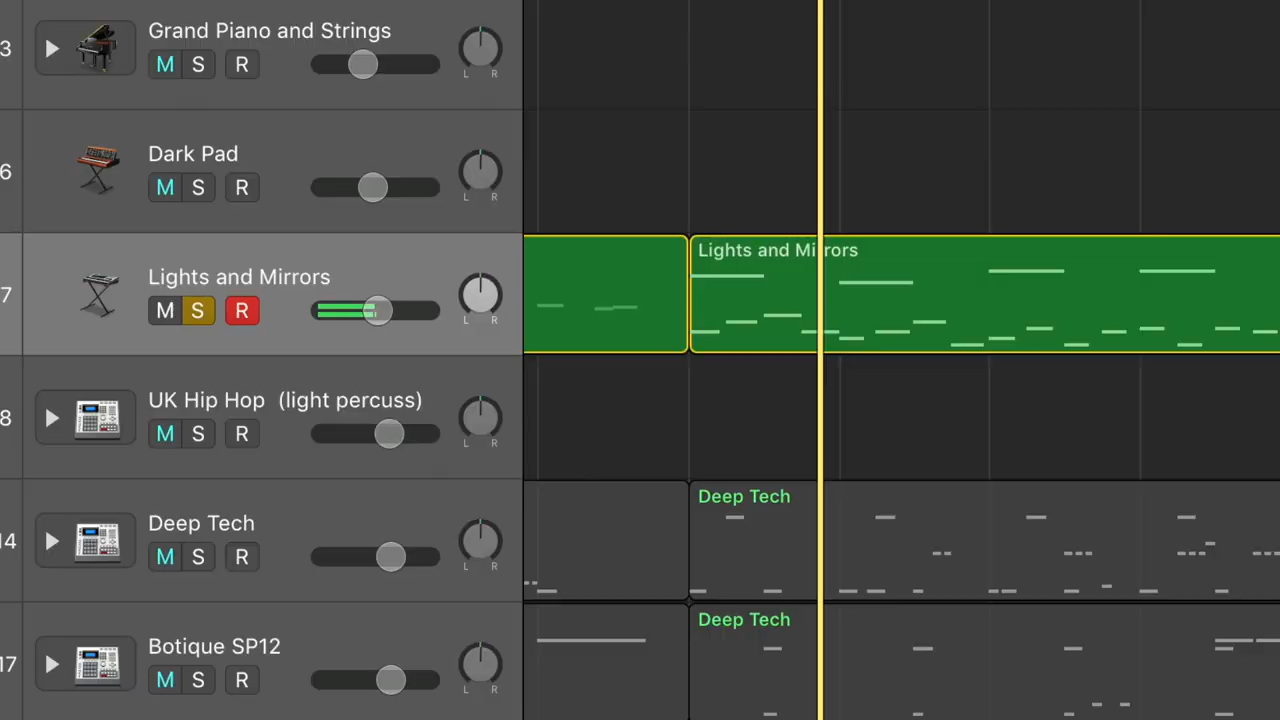 3
Grand Piano and Strings
M S R
L R
6
Dark Pad
M S R
L R
7
Lights and Mirrors
M S R
L R
Lights and Mirrors
8
UK Hip Hop (light percuss)
M S R
L R
14
Deep Tech
M S R
L R
Deep Tech
17
Botique SP12
M S R
L R
Deep Tech